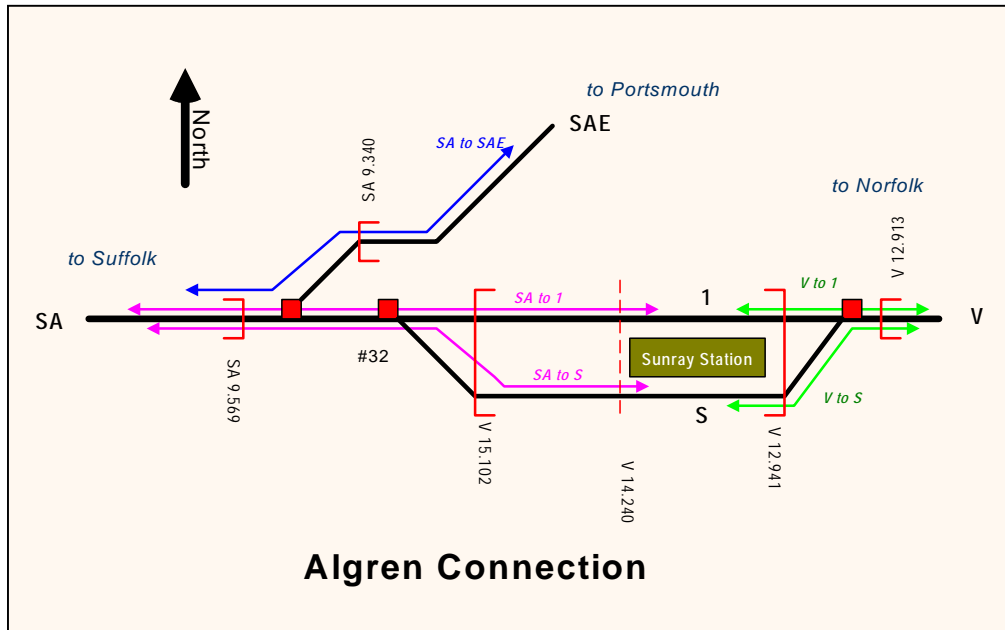 to Portsmouth
SAE
North
SA to SAE
SA 9.340
to Norfolk
V 12.913
to Suffolk
SA to 1
1
V to 1
SA
V
#32
Sunray Station
SA 9.569
SA to S
V to S
S
V 15.102
V 14.240
V 12.941
Algren Connection